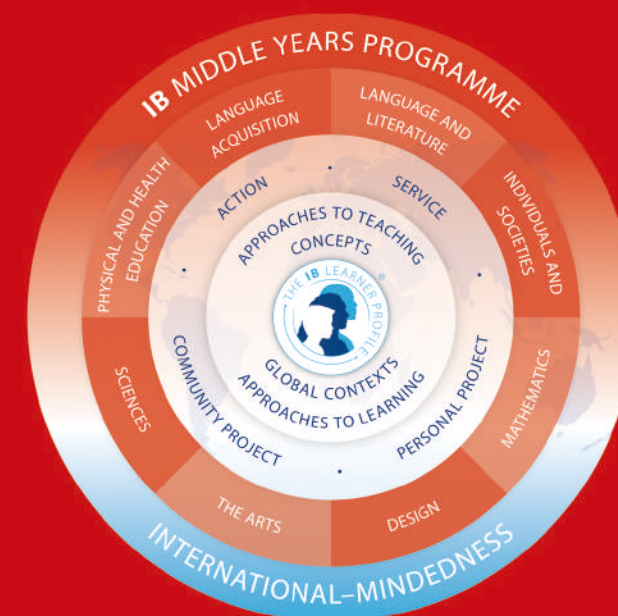 IB MIDDLE YEARS PROGRAMME
LANGUAGE
ACQUISITION
LANGUAGE AND
LITERATURE
PHYSICAL AND HEALTH
EDUCATION
INDIVIDUALS AND
SOCIETIES
SCIENCES
MATHEMATICS
THE ARTS
DESIGN
ACTION
SERVICE
COMMUNITY PROJECT
PERSONAL PROJECT
APPROACHES TO TEACHING
CONCEPTS
THE IB LEARNER PROFILE
®
GLOBAL CONTEXTS
APPROACHES TO LEARNING
INTERNATIONAL–MINDEDNESS